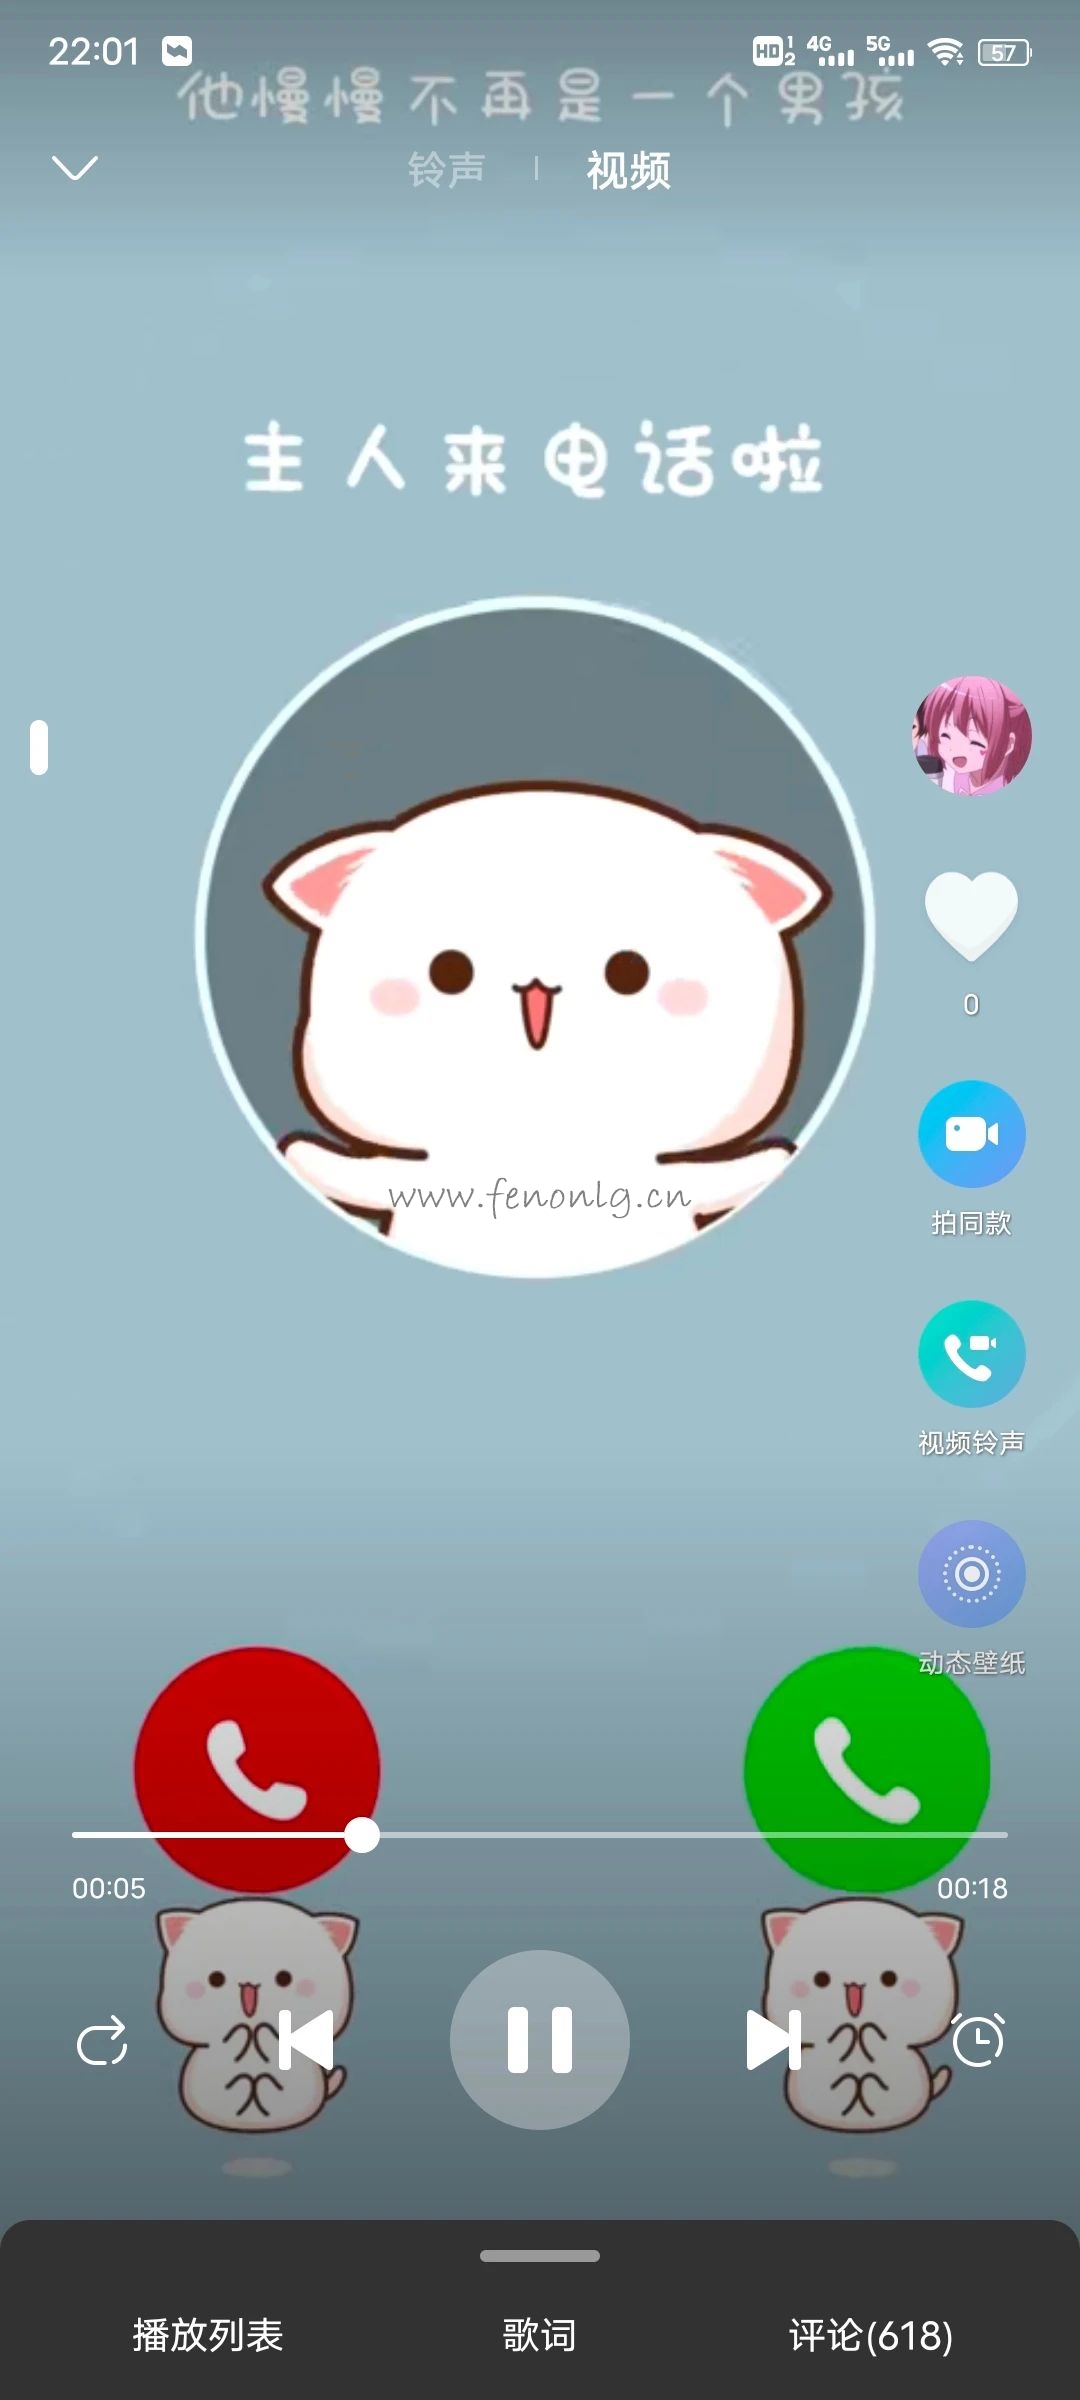 22:01
HD 1 2 4G 5G 57
他慢慢不再是一个男孩
铃声 | 视频
主人来电话啦
0
拍同款
www.fenonlg.cn
视频铃声
动态壁纸
00:05 00:18
播放列表 歌词 评论(618)